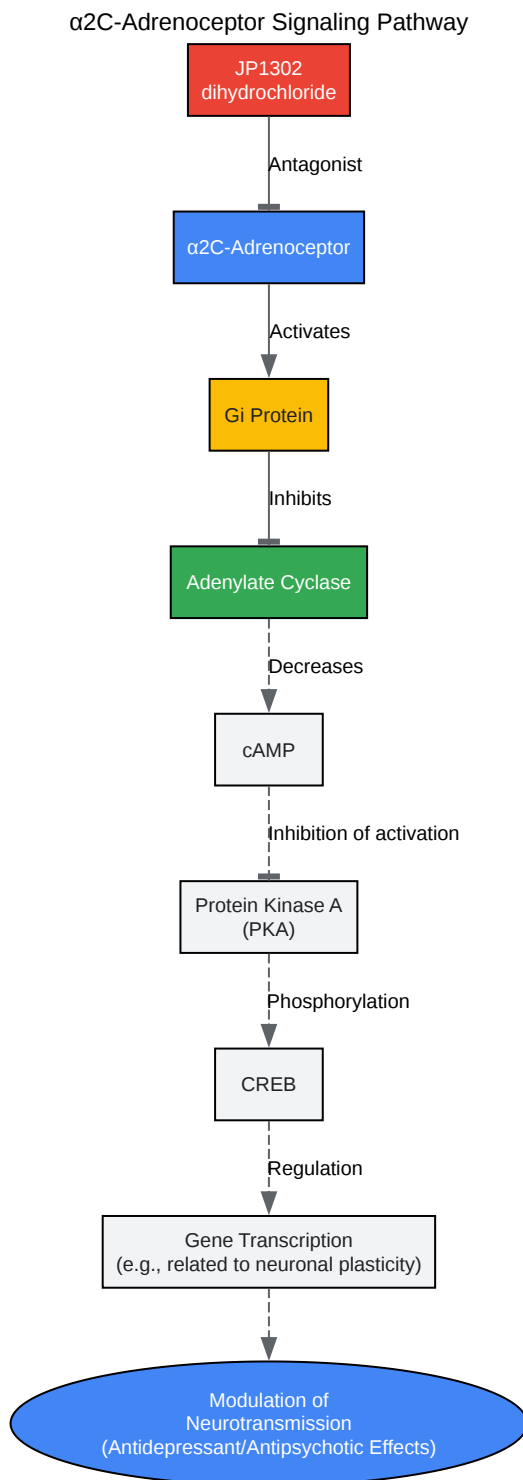 α2C-Adrenoceptor Signaling Pathway
JP1302
dihydrochloride
Antagonist
α2C-Adrenoceptor
Activates
Gi Protein
Inhibits
Adenylate Cyclase
Decreases
cAMP
Inhibition of activation
Protein Kinase A
(PKA)
Phosphorylation
CREB
Regulation
Gene Transcription
(e.g., related to neuronal plasticity)
Modulation of
Neurotransmission
(Antidepressant/Antipsychotic Effects)